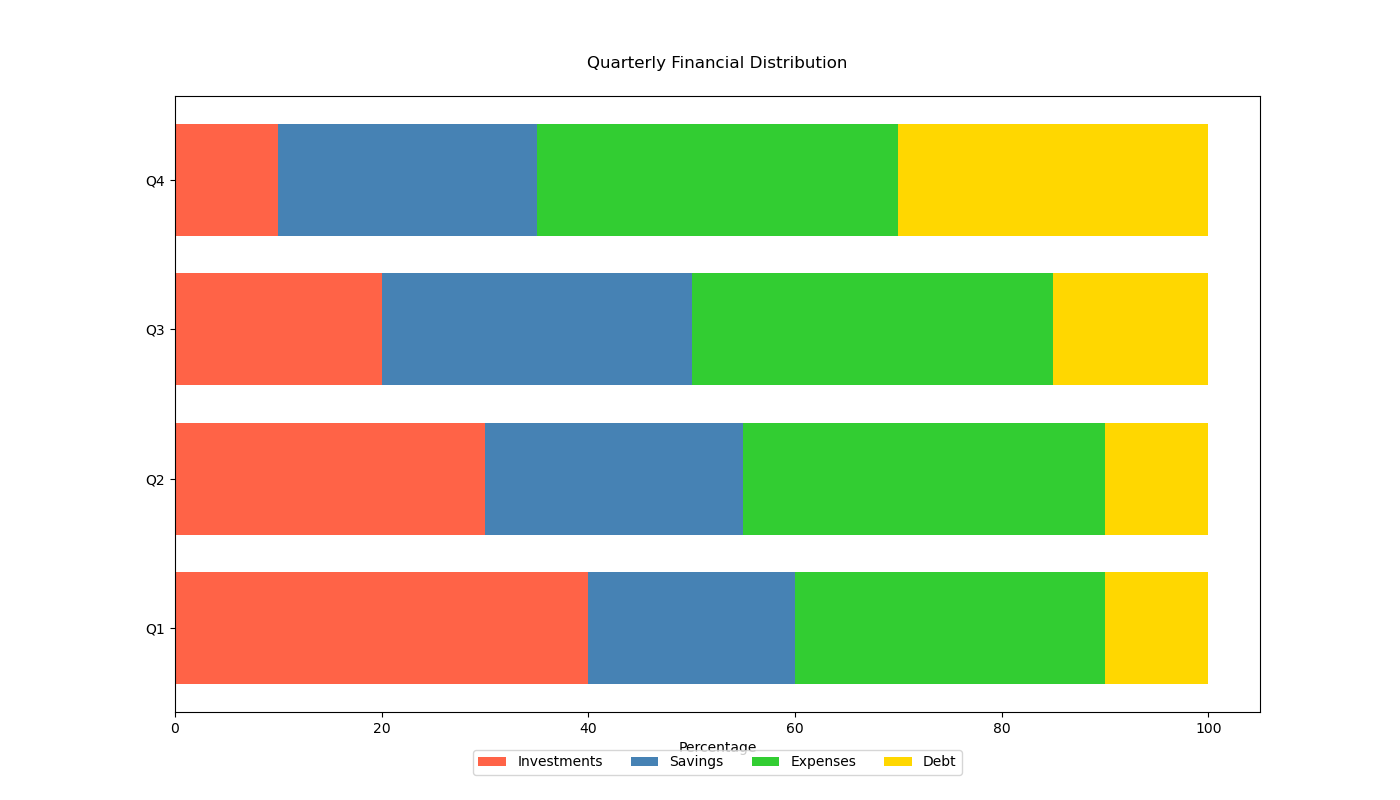 Quarterly Financial Distribution
Q4
Q3
Q2
Q1
0 20 40 60 80 100
Percentage
Investments Savings Expenses Debt